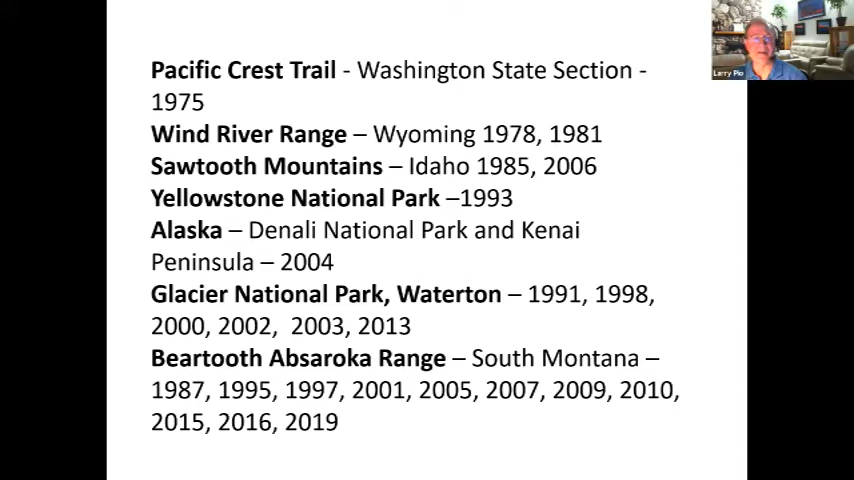 Pacific Crest Trail - Washington State Section -
1975
Wind River Range – Wyoming 1978, 1981
Sawtooth Mountains – Idaho 1985, 2006
Yellowstone National Park –1993
Alaska – Denali National Park and Kenai
Peninsula – 2004
Glacier National Park, Waterton – 1991, 1998,
2000, 2002,  2003, 2013
Beartooth Absaroka Range – South Montana –
1987, 1995, 1997, 2001, 2005, 2007, 2009, 2010,
2015, 2016, 2019
Larry Pio